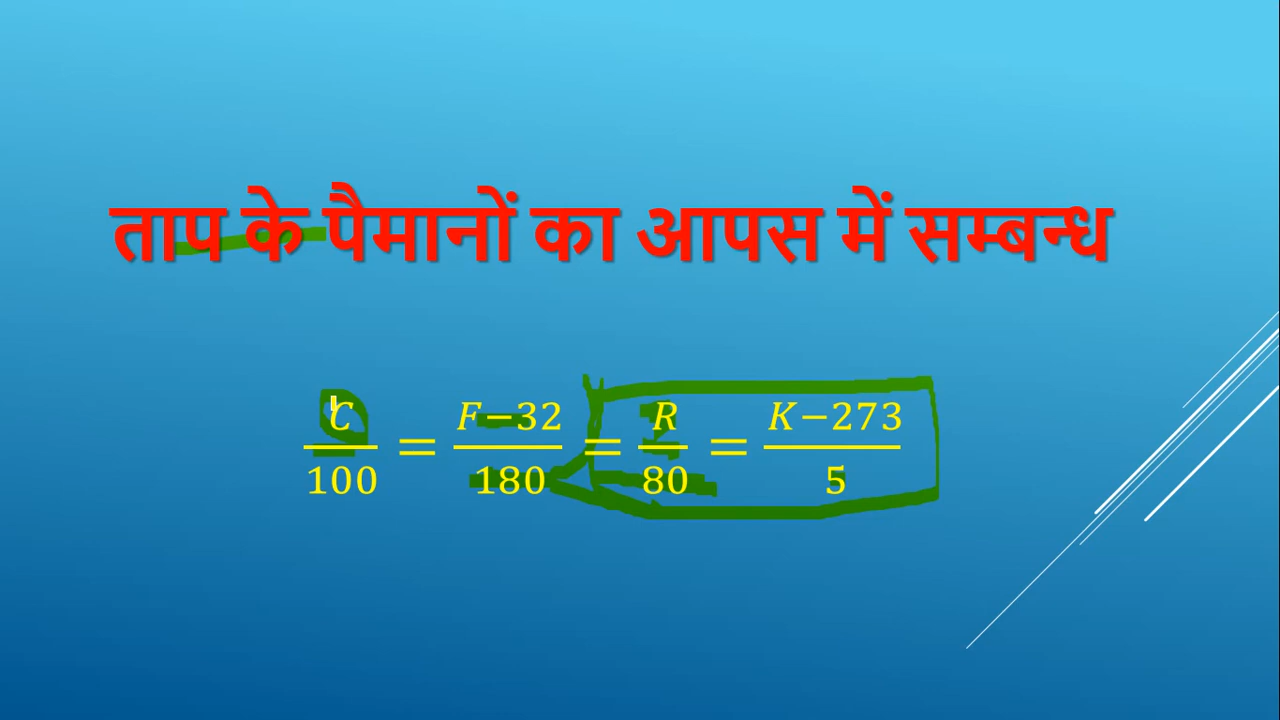 ताप के पैमानों का आपस में सम्बन्ध
C/100 = F−32/180 = R/80 = K−273/5